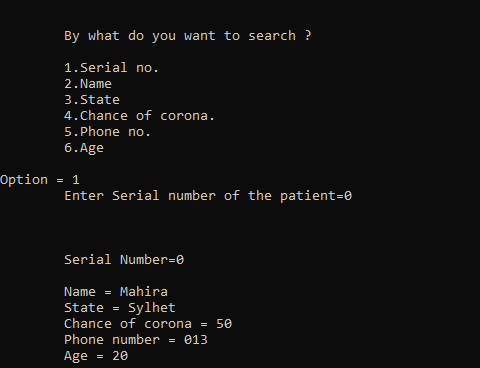 By what do you want to search ?
1.Serial no.
2.Name
3.State
4.Chance of corona.
5.Phone no.
6.Age
Option = 1
Enter Serial number of the patient=0
Serial Number=0
Name = Mahira
State = Sylhet
Chance of corona = 50
Phone number = 013
Age = 20